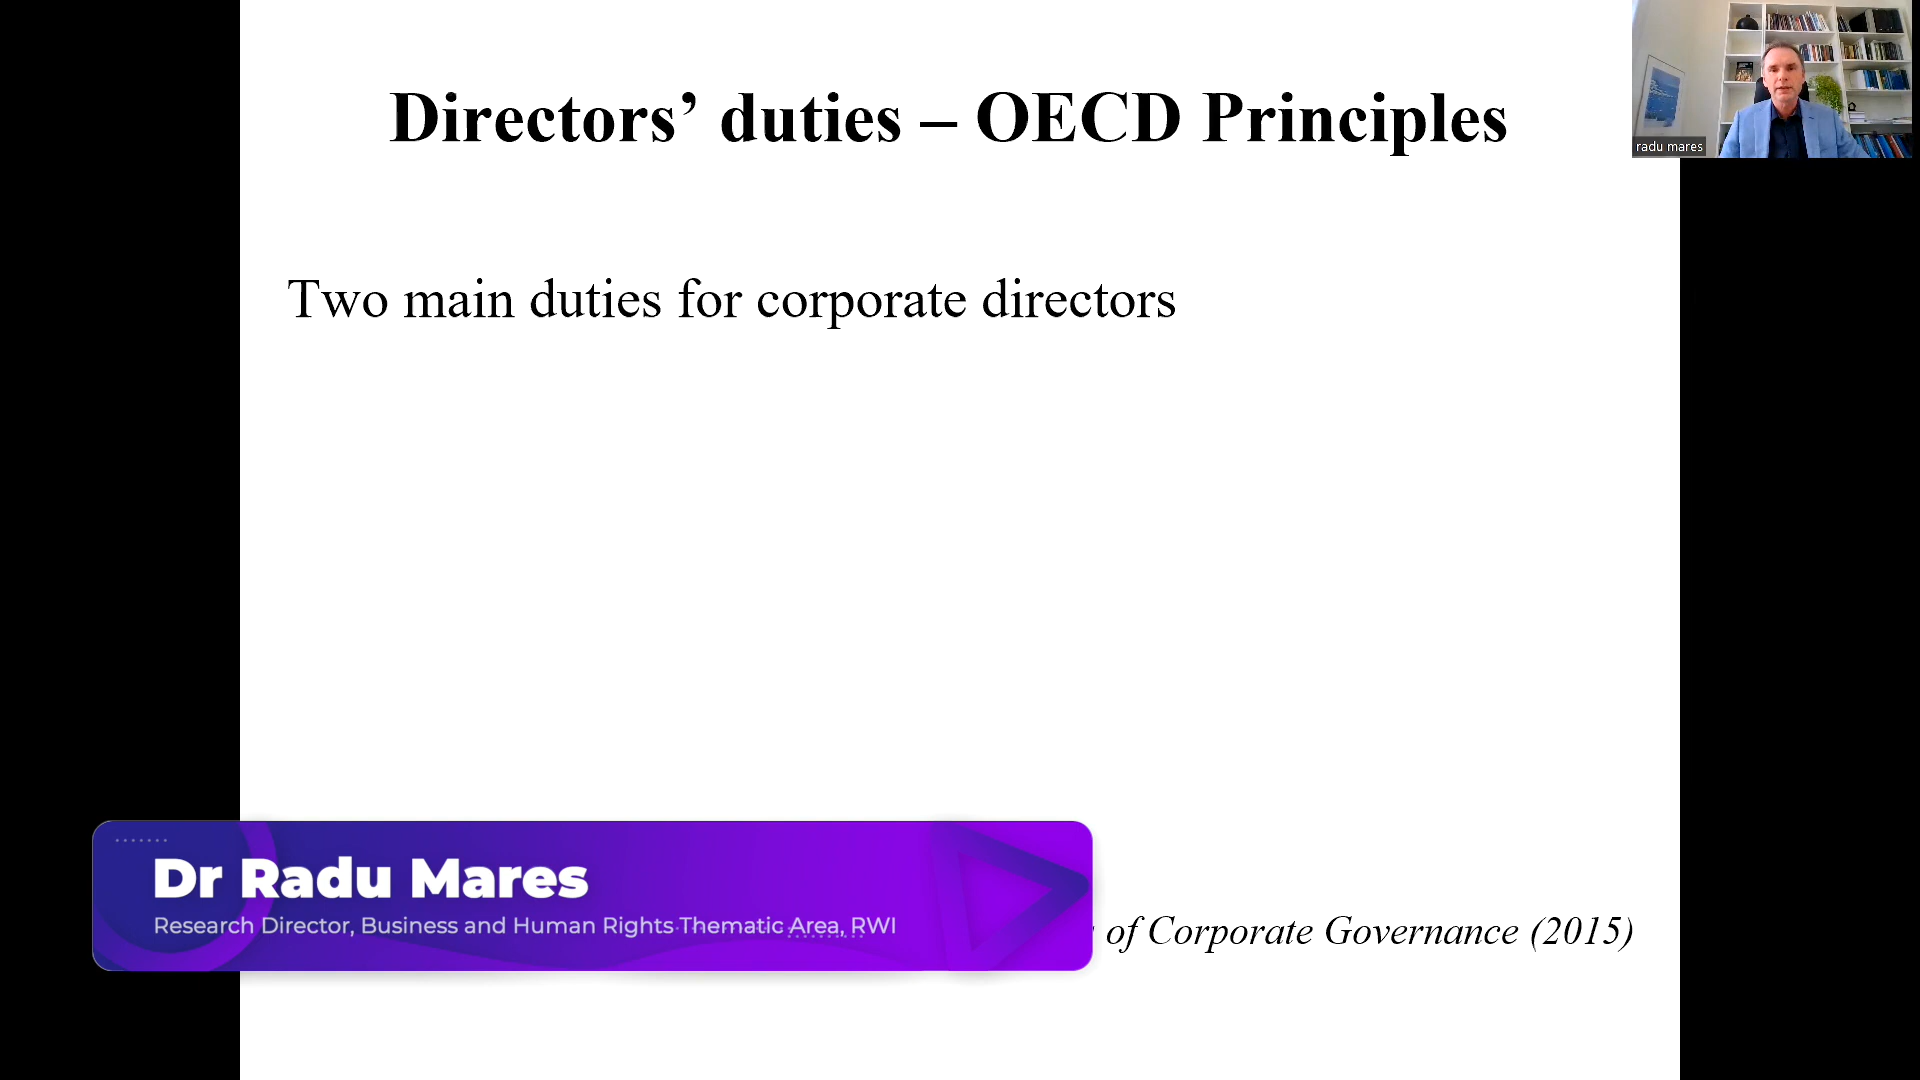 Directors’ duties – OECD Principles
radu mares
Two main duties for corporate directors
Dr Radu Mares
Research Director, Business and Human Rights Thematic Area, RWI
of Corporate Governance (2015)